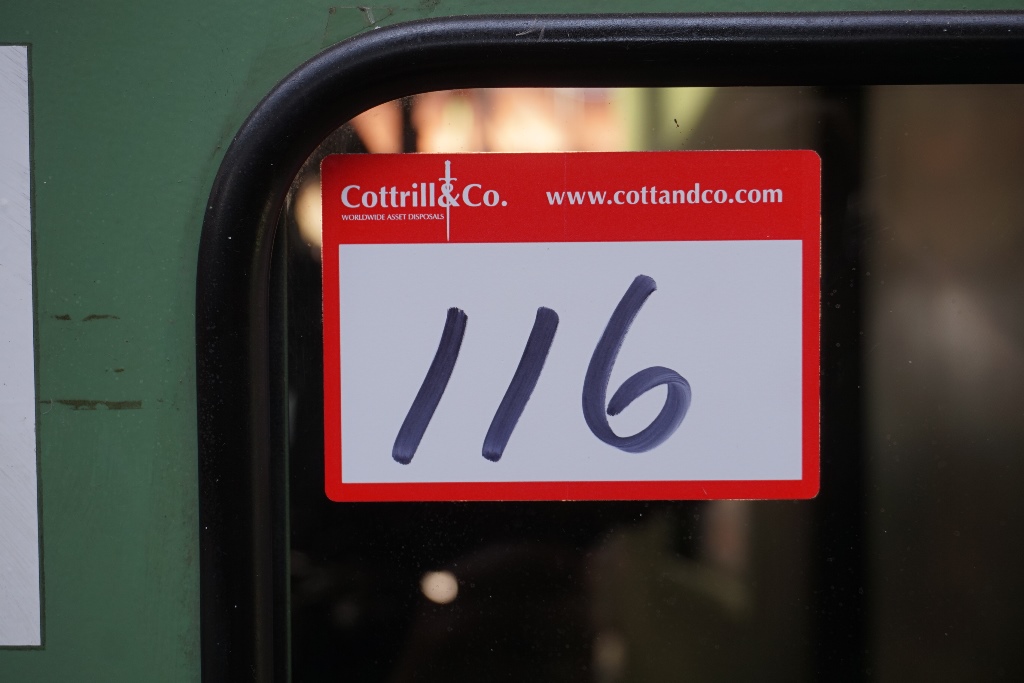 Cottrill&Co. www.cottandco.com
WORLDWIDE ASSET DISPOSALS
116